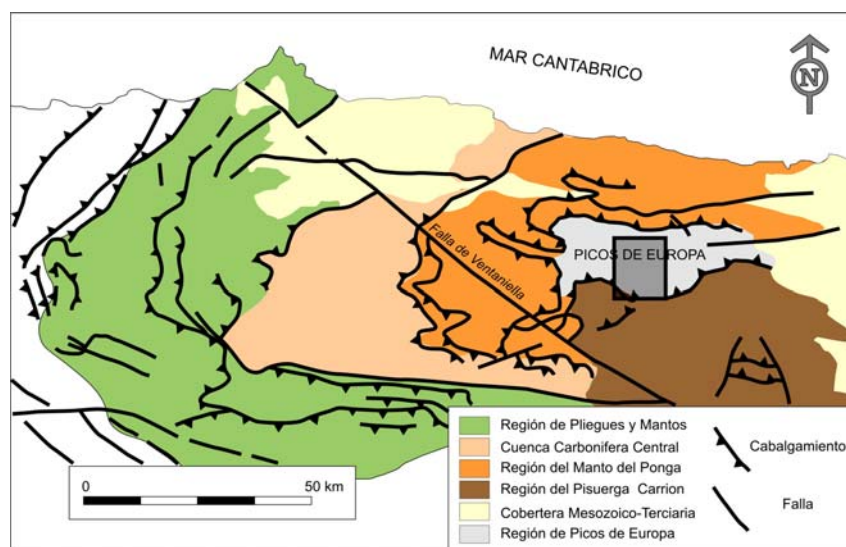 MAR CANTABRICO
N
Falla de Ventaniella
PICOS DE EUROPA
Región de Pliegues y Mantos
Cuenca Carbonifera Central
Región del Manto del Ponga
Región del Pisuerga Carrion
Cobertera Mesozoico-Terciaria
Región de Picos de Europa
Cabalgamiento
Falla
0
50 km